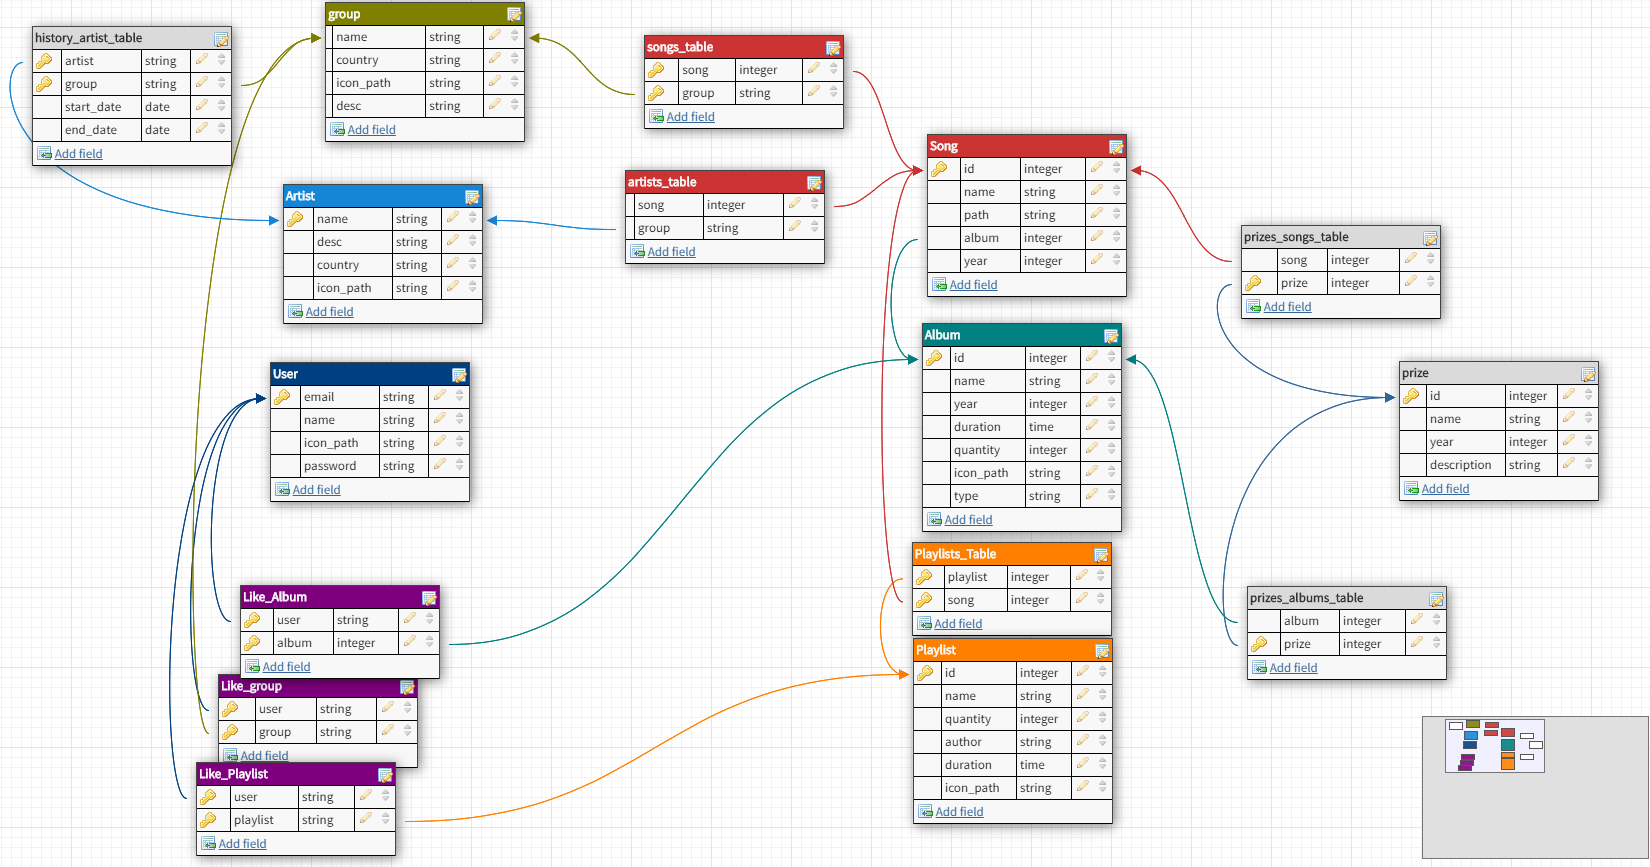 history_artist_table
artist string
group string
start_date date
end_date date
Add field
group
name string
country string
icon_path string
desc string
Add field
songs_table
song integer
group string
Add field
Artist
name string
desc string
country string
icon_path string
Add field
artists_table
song integer
group string
Add field
Song
id integer
name string
path string
album integer
year integer
Add field
prizes_songs_table
song integer
prize integer
Add field
User
email string
name string
icon_path string
password string
Add field
Album
id integer
name string
year integer
duration time
quantity integer
icon_path string
type string
Add field
prize
id integer
name string
year integer
description string
Add field
Playlists_Table
playlist integer
song integer
Add field
Like_Album
user string
album integer
Add field
prizes_albums_table
album integer
prize integer
Add field
Playlist
id integer
name string
quantity integer
author string
duration time
icon_path string
Add field
Like_group
user string
group string
Add field
Like_Playlist
user string
playlist string
Add field